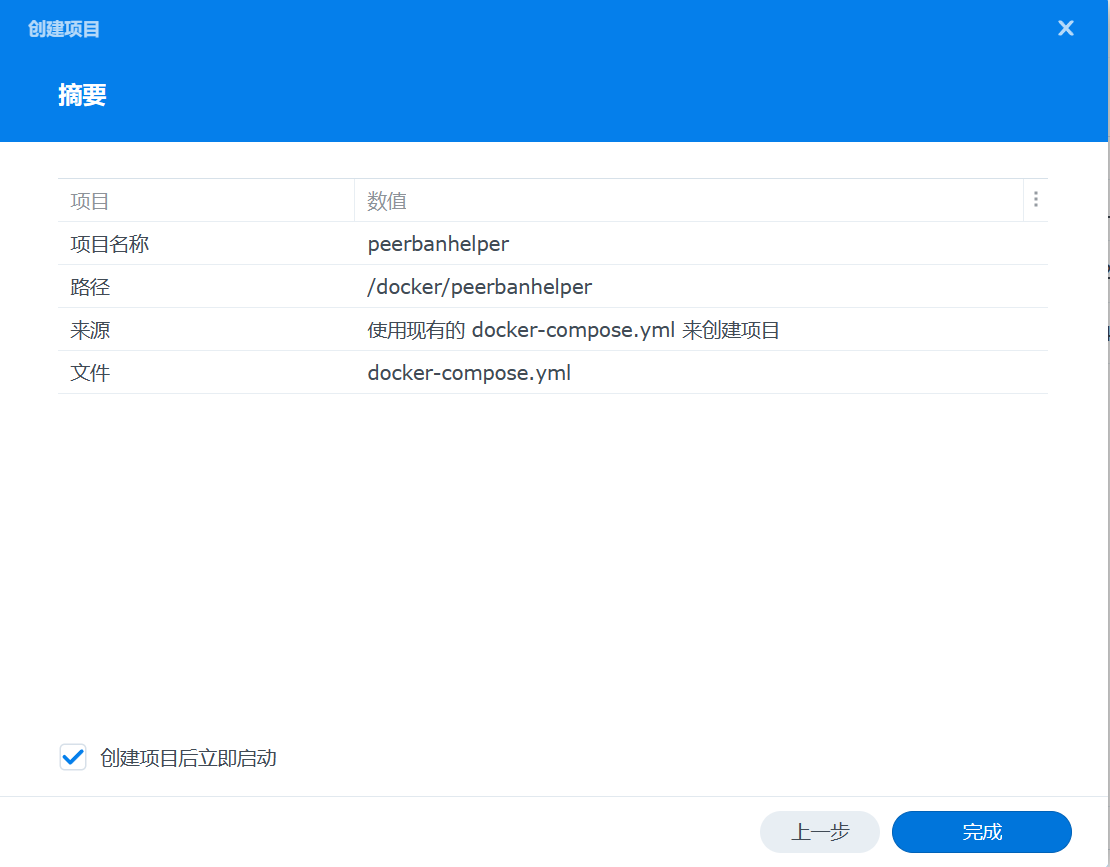 创建项目
摘要
项目 数值
项目名称 peerbanhelper
路径 /docker/peerbanhelper
来源 使用现有的 docker-compose.yml 来创建项目
文件 docker-compose.yml
创建项目后立即启动
上一步 完成